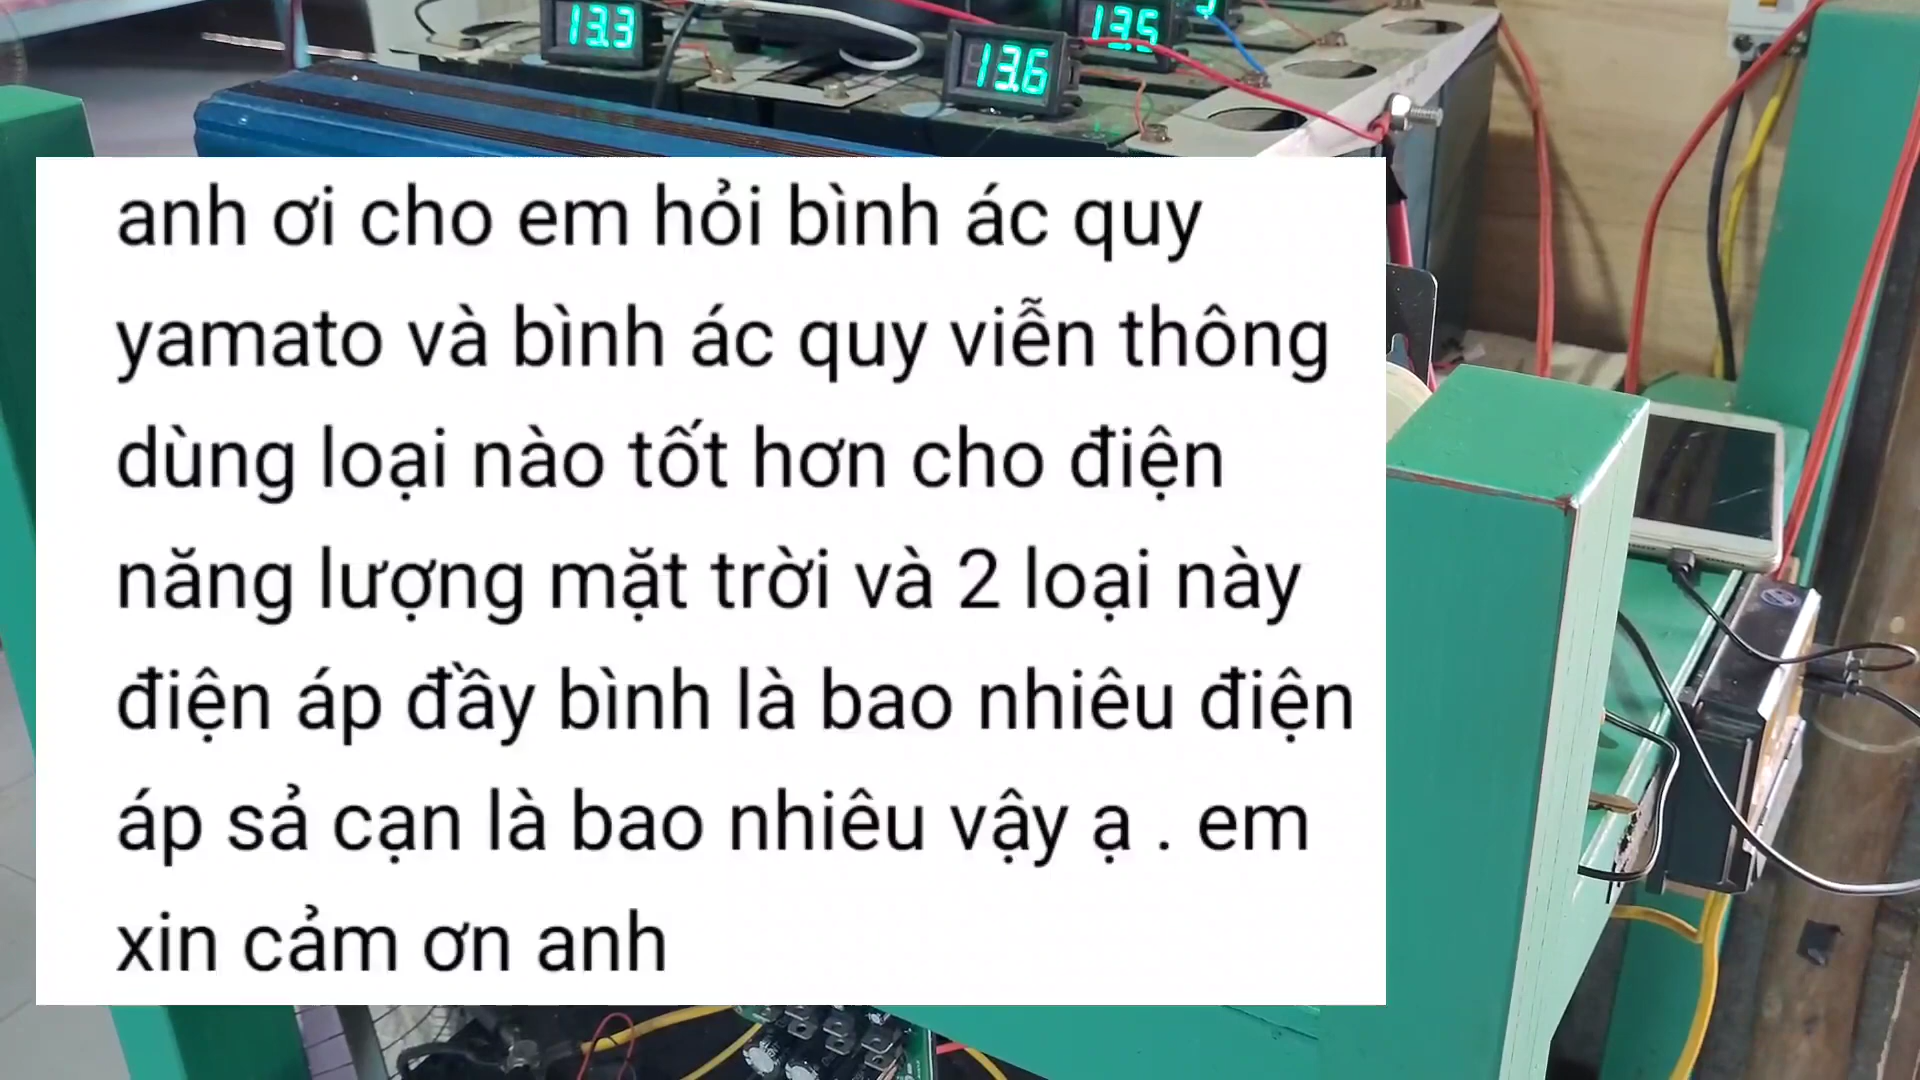 13.3
13.6
13.5
anh ơi cho em hỏi bình ác quy
yamato và bình ác quy viễn thông
dùng loại nào tốt hơn cho điện
năng lượng mặt trời và 2 loại này
điện áp đầy bình là bao nhiêu điện
áp sả cạn là bao nhiêu vậy ạ . em
xin cảm ơn anh